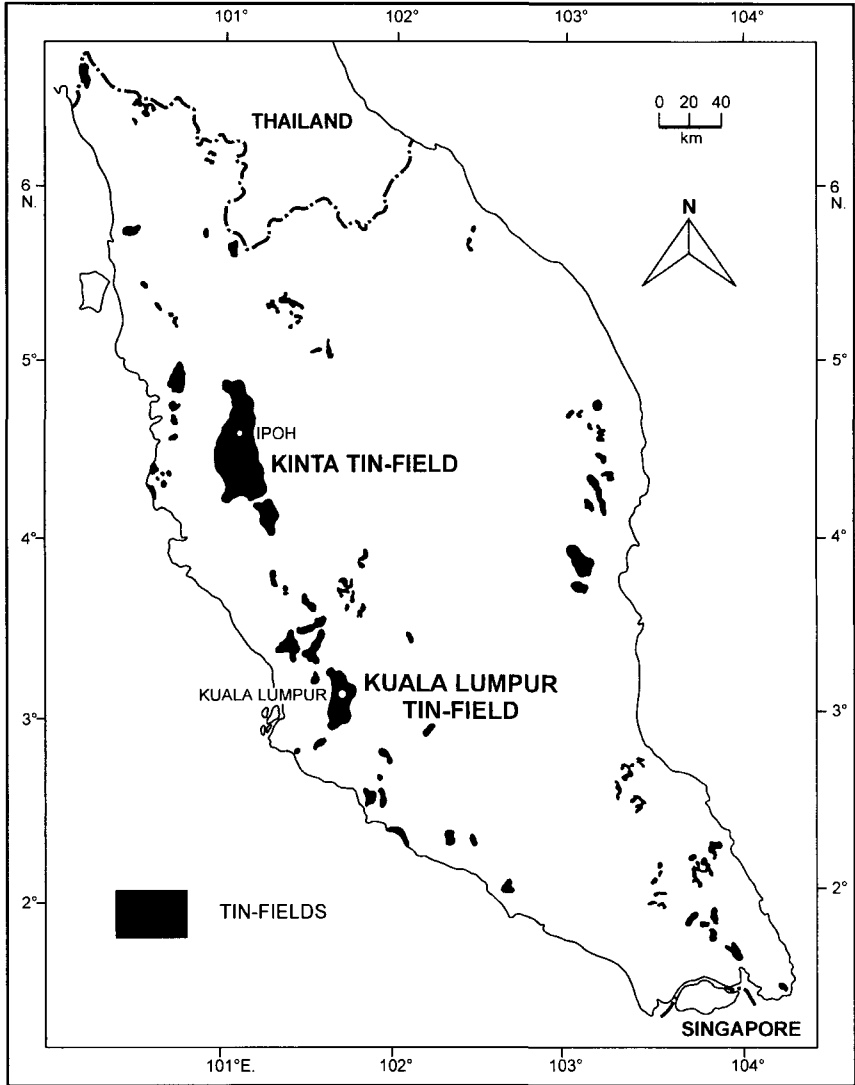 101°
102°
103°
104°
0 20 40
km
THAILAND
N
6
N.
6
N.
5°
5°
IPOH
KINTA TIN-FIELD
4°
4°
KUALA LUMPUR
KUALA LUMPUR
TIN-FIELD
3°
3°
2°
2°
TIN-FIELDS
SINGAPORE
101°E.
102°
103°
104°